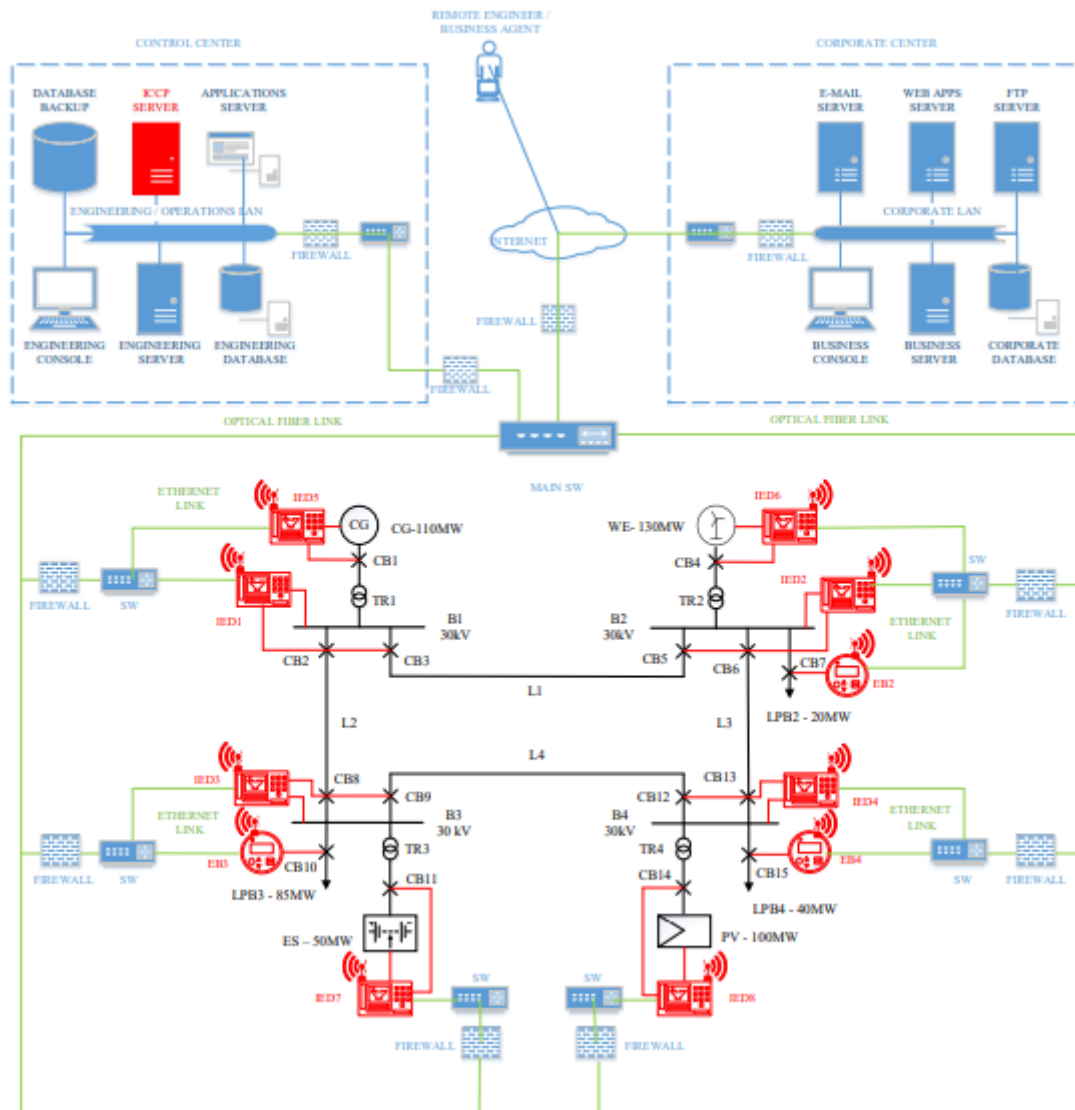 REMOTE ENGINEER /
BUSINESS AGENT
CONTROL CENTER
CORPORATE CENTER
DATABASE
BACKUP
ICCP
SERVER
APPLICATIONS
SERVER
E-MAIL
SERVER
WEB APPS
SERVER
FTP
SERVER
ENGINEERING / OPERATIONS LAN
FIREWALL
INTERNET
CORPORATE LAN
FIREWALL
FIREWALL
ENGINEERING
CONSOLE
ENGINEERING
SERVER
ENGINEERING
DATABASE
BUSINESS
CONSOLE
BUSINESS
SERVER
CORPORATE
DATABASE
FIREWALL
OPTICAL FIBER LINK
OPTICAL FIBER LINK
MAIN SW
ETHERNET
LINK
IED5
CG
CG-110MW
CB1
WE- 130MW
IED6
CB4
SW
FIREWALL
SW
IED1
TR1
B1
30kV
CB2
CB3
TR2
B2
30kV
IED2
CB5
CB6
CB7
EB2
FIREWALL
ETHERNET
LINK
L1
LPB2 - 20MW
L2
L3
L4
IED3
CB8
CB9
CB13
CB12
IED4
ETHERNET
LINK
ETHERNET
LINK
B3
30 kV
B4
30kV
FIREWALL
SW
EB3
CB10
TR3
CB11
TR4
CB14
CB15
EB4
SW
FIREWALL
LPB3 - 85MW
LPB4 - 40MW
ES – 50MW
PV - 100MW
IED7
SW
FIREWALL
SW
FIREWALL
IED8